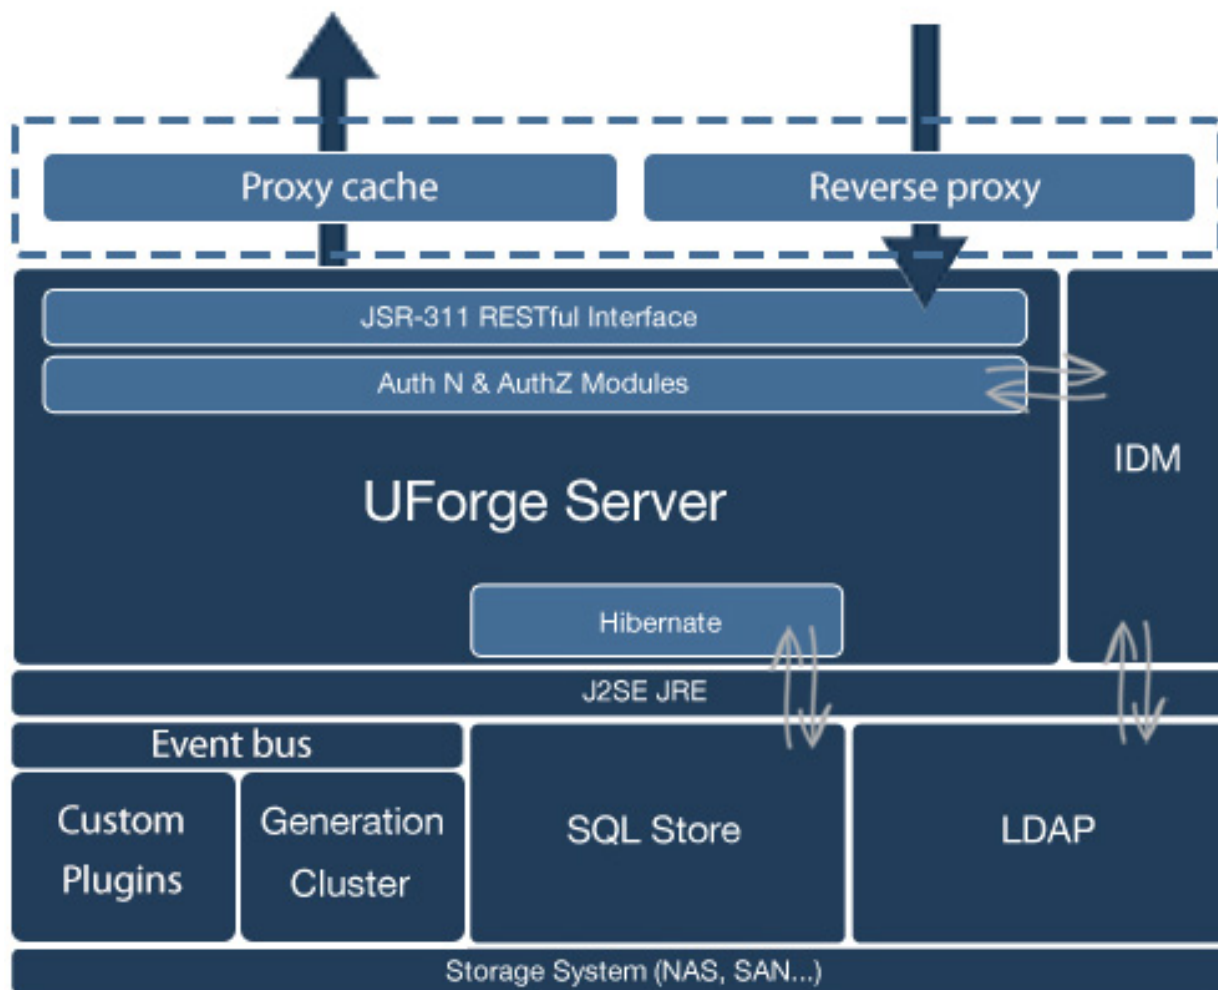 Proxy cache
Reverse proxy
JSR-311 RESTful Interface
Auth N & AuthZ Modules
IDM
UForge Server
Hibernate
J2SE JRE
Event bus
Custom
Plugins
Generation
Cluster
SQL Store
LDAP
Storage System (NAS, SAN...)